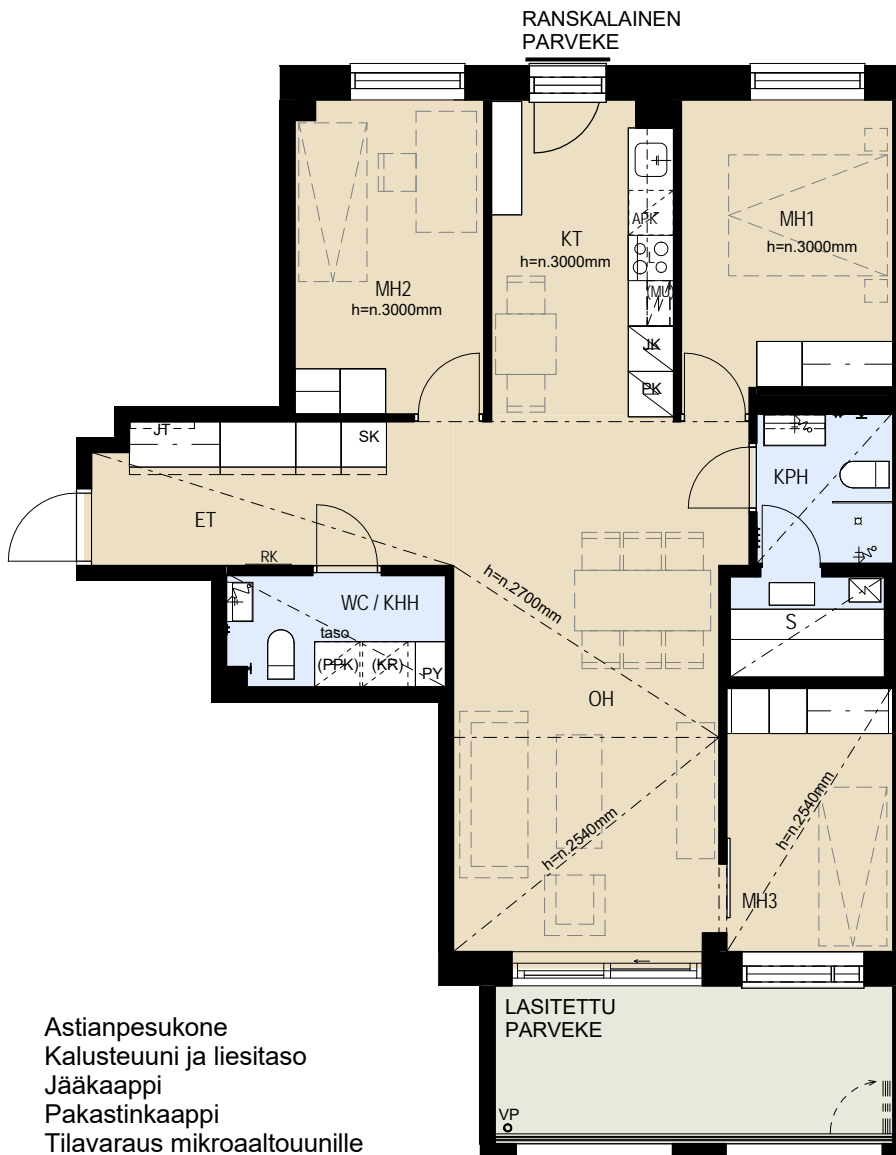 RANSKALAINEN
PARVEKE
MH2
h=n.3000mm
KT
h=n.3000mm
APK
(MU)
JK
PK
MH1
h=n.3000mm
JT
SK
ET
RK
KPH
WC / KHH
taso
(PPK)
(KR)
PY
h=n.2700mm
S
OH
h=n.2540mm
h=n.2540mm
MH3
LASITETTU
PARVEKE
VP
Astianpesukone
Kalusteuuni ja liesitaso
Jääkaappi
Pakastinkaappi
Tilavaraus mikroaaltouunille